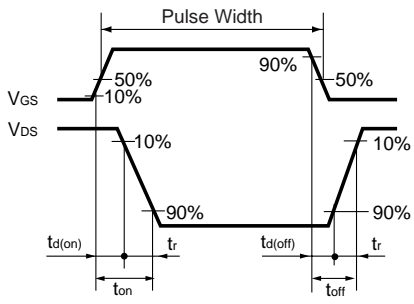 Pulse Width
90%
50%
50%
10%
VGS
VDS
10%
10%
90%
90%
td(on)
tr
td(off)
tr
ton
toff